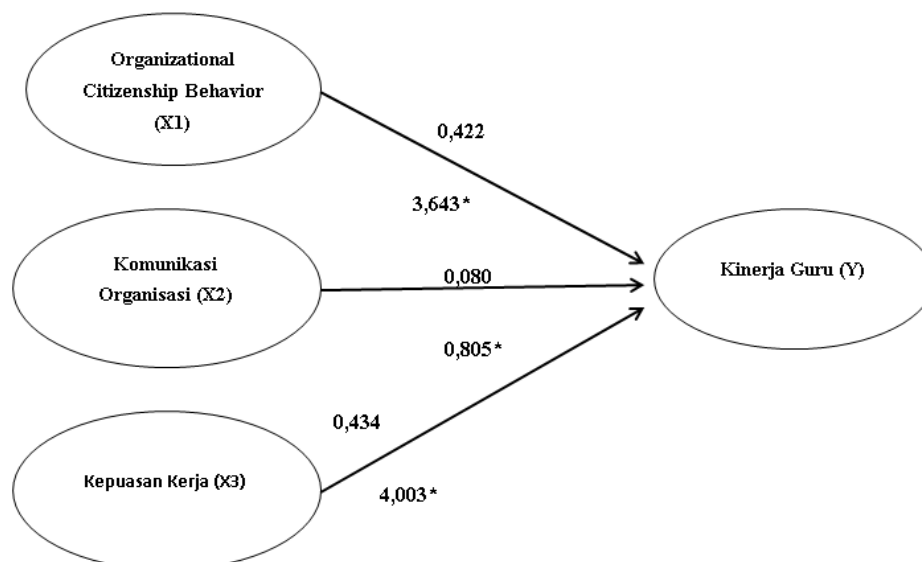 Organizational
Citizenship Behavior
(X1)
0,422
3,643*
Komunikasi
Organisasi (X2)
0,080
0,805*
Kinerja Guru (Y)
Kepuasan Kerja (X3)
0,434
4,003*